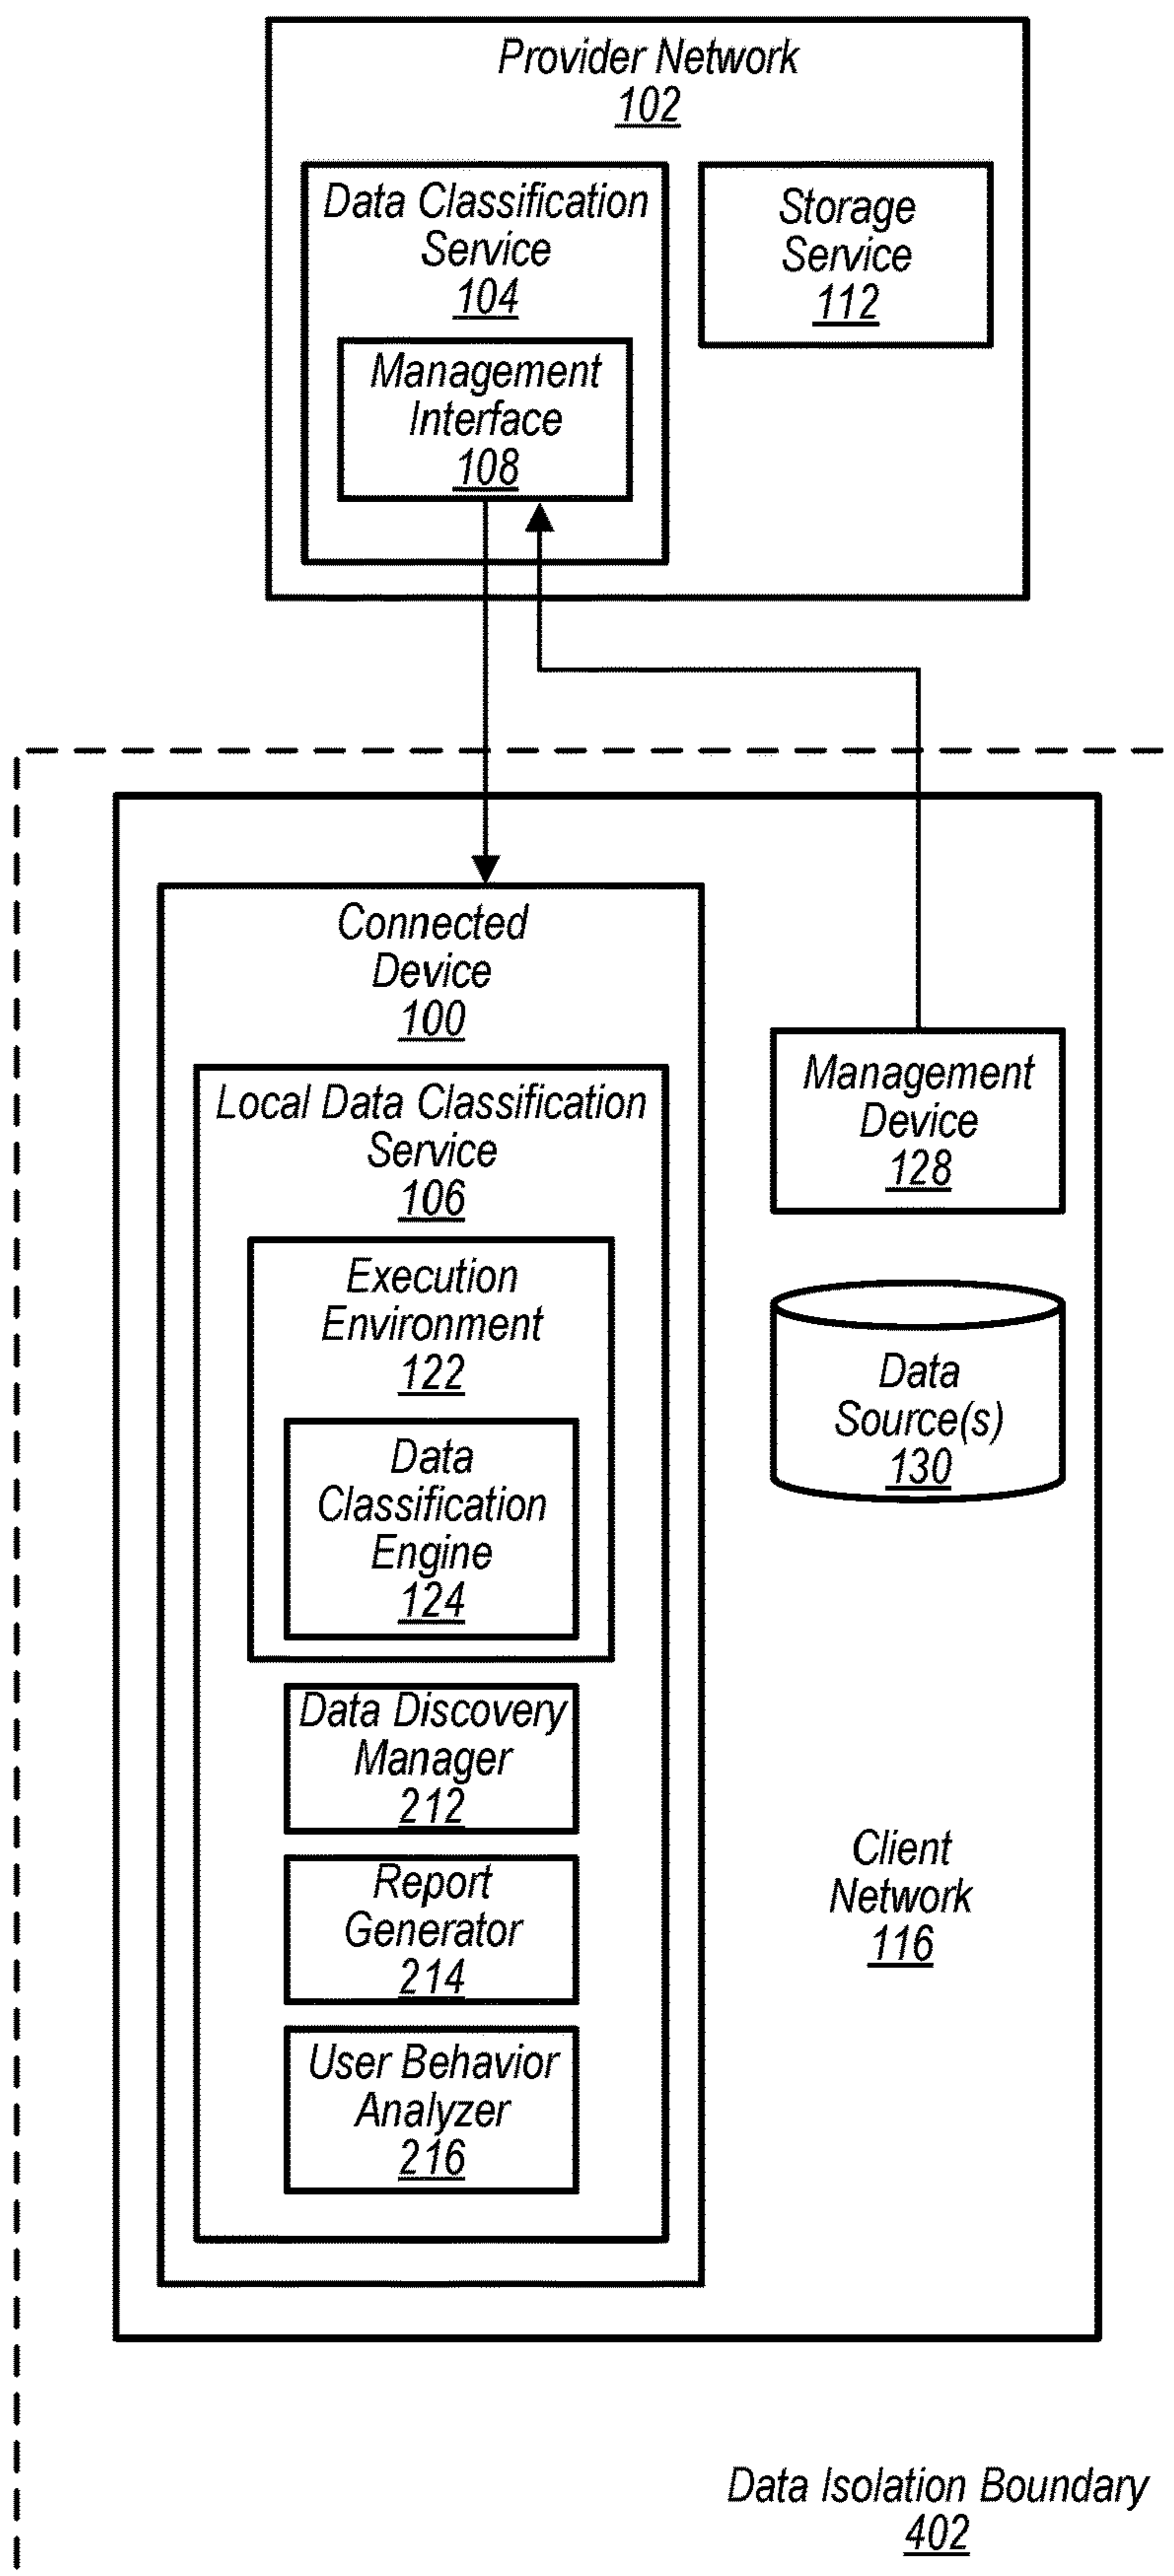 Provider Network
102
Data Classification
Service
104
Storage
Service
112
Management
Interface
108
Connected
Device
100
Local Data Classification
Service
106
Management
Device
128
Execution
Environment
122
Data
Source(s)
130
Data
Classification
Engine
124
Data Discovery
Manager
212
Report
Generator
214
Client
Network
116
User Behavior
Analyzer
216
Data Isolation Boundary
402